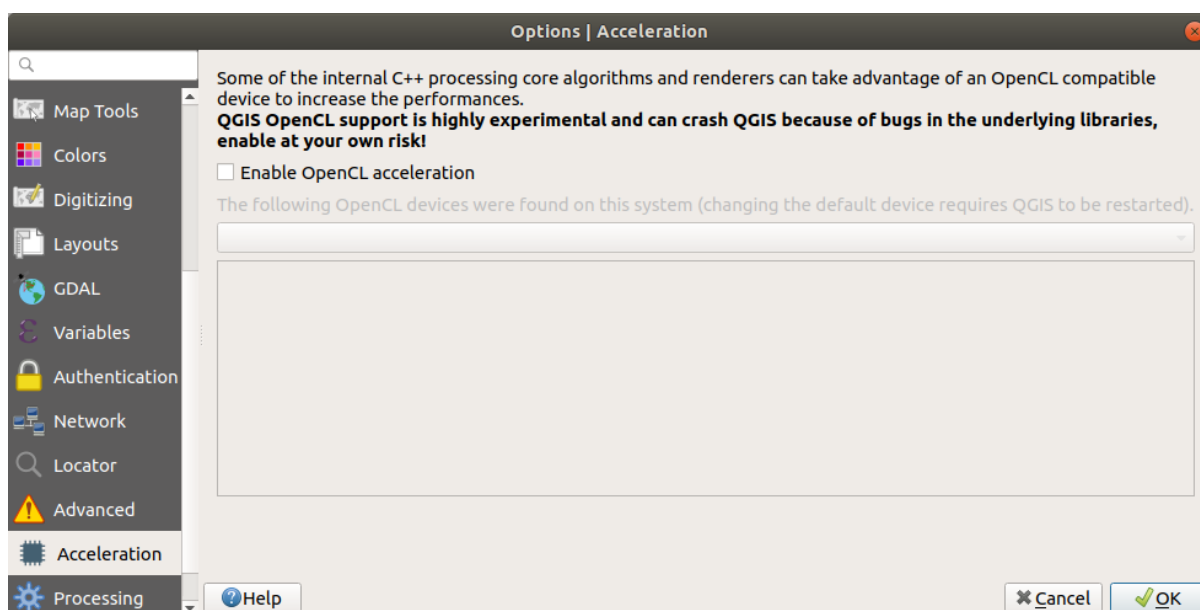 Options | Acceleration
Map Tools
Colors
Digitizing
Layouts
GDAL
Variables
Authentication
Network
Locator
Advanced
Acceleration
Processing
Some of the internal C++ processing core algorithms and renderers can take advantage of an OpenCL compatible
device to increase the performances.
QGIS OpenCL support is highly experimental and can crash QGIS because of bugs in the underlying libraries,
enable at your own risk!
Enable OpenCL acceleration
The following OpenCL devices were found on this system (changing the default device requires QGIS to be restarted).
Help
Cancel
OK